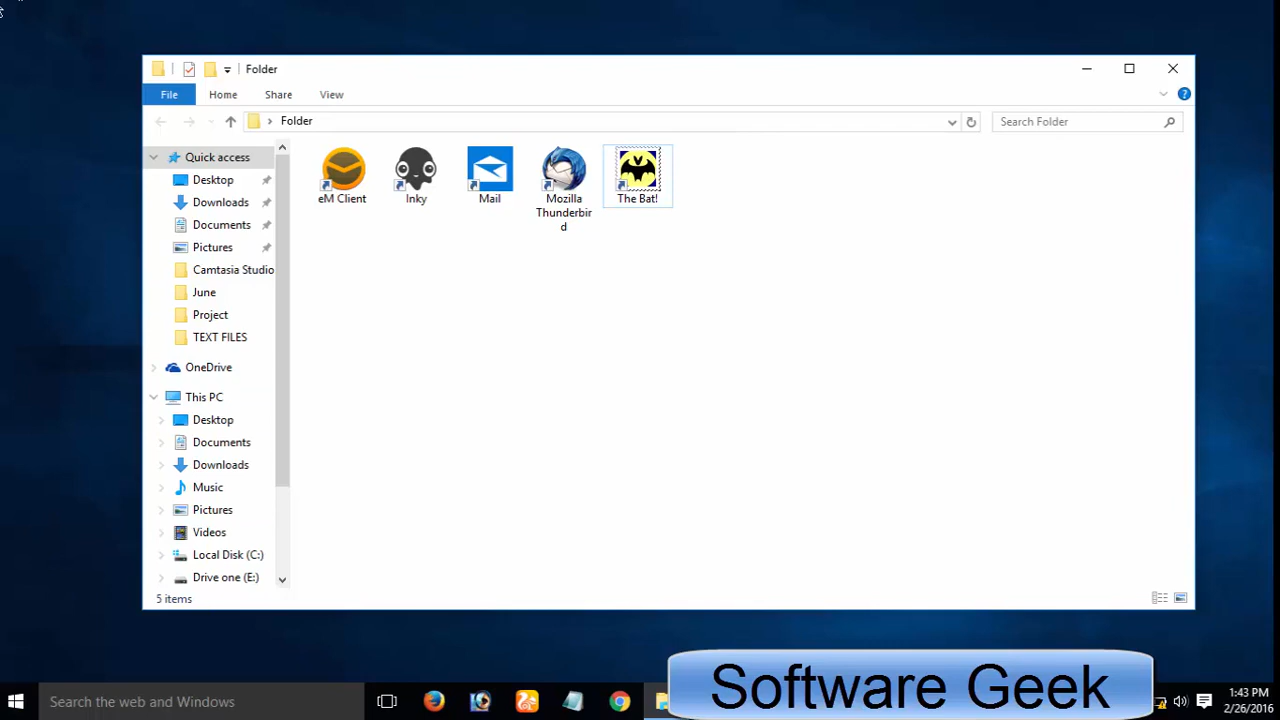 Folder
File Home Share View
Folder
Search Folder
Quick access
Desktop
Downloads
Documents
Pictures
Camtasia Studio
June
Project
TEXT FILES
OneDrive
This PC
Desktop
Documents
Downloads
Music
Pictures
Videos
Local Disk (C:)
Drive one (E:)
eM Client
Inky
Mail
Mozilla
Thunderbir
d
The Bat!
5 items
Search the web and Windows
Software Geek
1:43 PM
2/26/2016